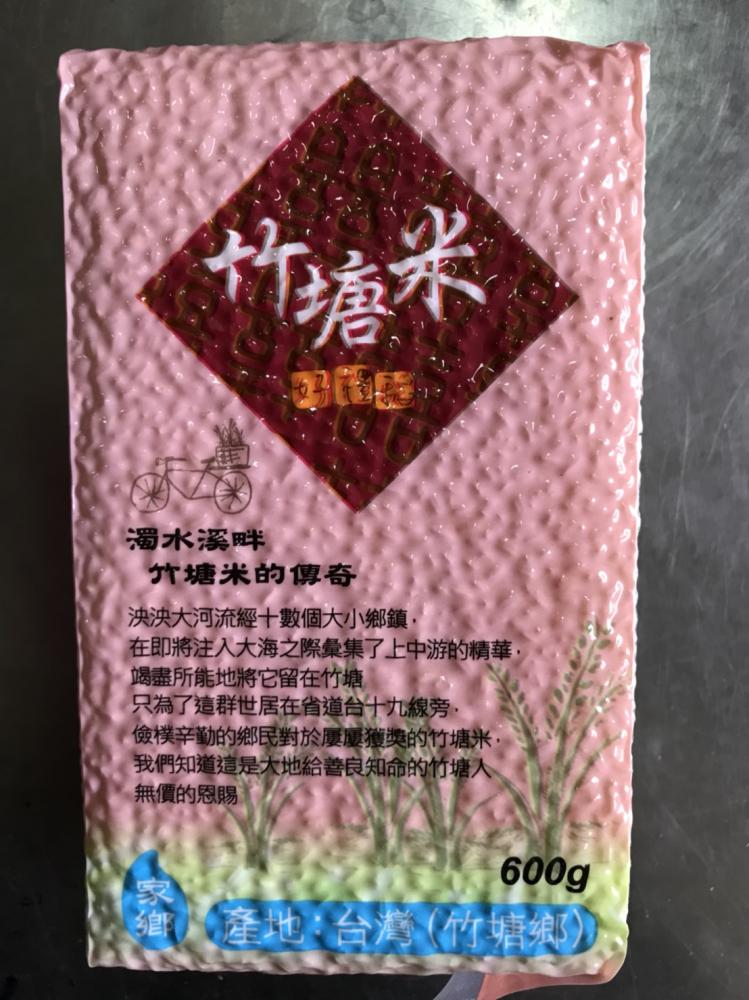 竹塘米
好禮
濁水溪畔
竹塘米的傳奇
泱泱大河流經十數個大小鄉鎮，
在即將注入大海之際彙集了上中游的精華，
竭盡所能地將它留在竹塘
只為了這群世居在省道台十九線旁，
儉樸辛勤的鄉民對於屢屢獲獎的竹塘米，
我們知道這是大地給善良知命的竹塘人
無價的恩賜
600g
家鄉
產地：台灣（竹塘鄉）